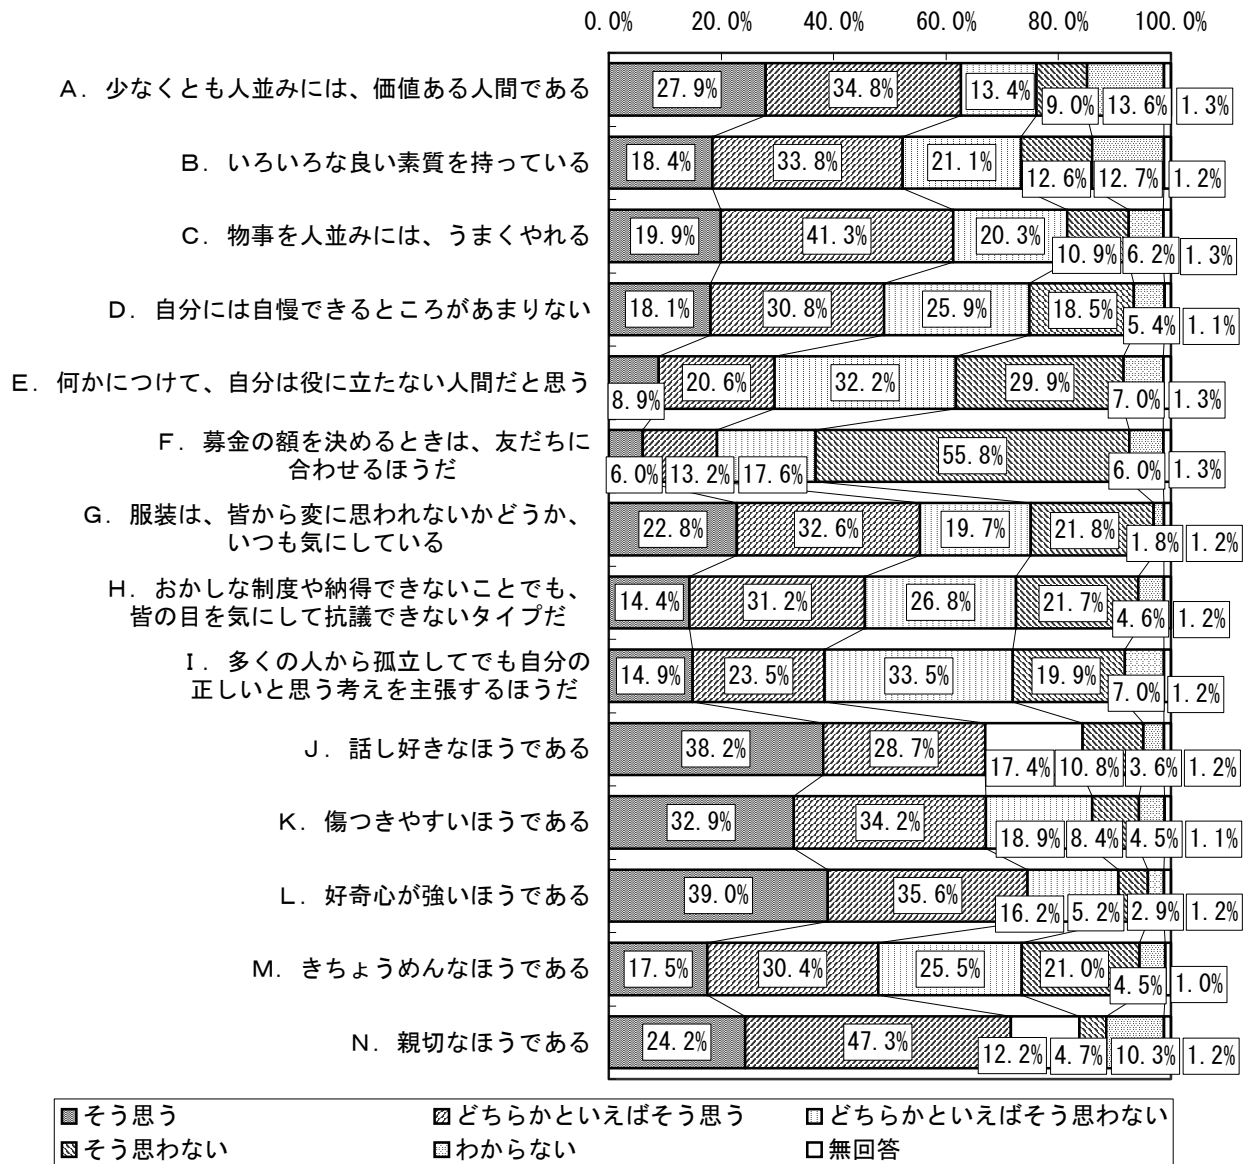 0.0% 20.0% 40.0% 60.0% 80.0% 100.0%
A. 少なくとも人並みには、価値ある人間である 27.9% 34.8% 13.4% 9.0% 13.6% 1.3%
B. いろいろな良い素質を持っている 18.4% 33.8% 21.1% 12.6% 12.7% 1.2%
C. 物事を人並みには、うまくやれる 19.9% 41.3% 20.3% 10.9% 6.2% 1.3%
D. 自分には自慢できるところがあまりない 18.1% 30.8% 25.9% 18.5% 5.4% 1.1%
E. 何かにつけて、自分は役に立たない人間だと思う 8.9% 20.6% 32.2% 29.9% 7.0% 1.3%
F. 募金の額を決めるときは、友だちに
合わせるほうだ 6.0% 13.2% 17.6% 55.8% 6.0% 1.3%
G. 服装は、皆から変に思われないかどうか、
いつも気にしている 22.8% 32.6% 19.7% 21.8% 1.8% 1.2%
H. おかしな制度や納得できないことでも、
皆の目を気にして抗議できないタイプだ 14.4% 31.2% 26.8% 21.7% 4.6% 1.2%
I. 多くの人から孤立してでも自分の
正しいと思う考えを主張するほうだ 14.9% 23.5% 33.5% 19.9% 7.0% 1.2%
J. 話し好きなほうである 38.2% 28.7% 17.4% 10.8% 3.6% 1.2%
K. 傷つきやすいほうである 32.9% 34.2% 18.9% 8.4% 4.5% 1.1%
L. 好奇心が強いほうである 39.0% 35.6% 16.2% 5.2% 2.9% 1.2%
M. きちょうめんなほうである 17.5% 30.4% 25.5% 21.0% 4.5% 1.0%
N. 親切なほうである 24.2% 47.3% 12.2% 4.7% 10.3% 1.2%
そう思う どちらかといえばそう思う どちらかといえばそう思わない
そう思わない わからない 無回答